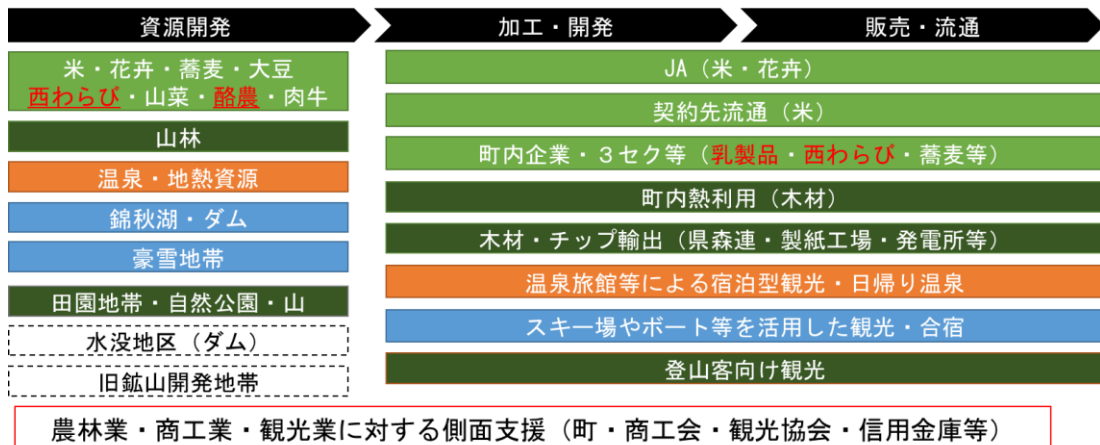 資源開発
加工・開発
販売・流通
米・花卉・蕎麦・大豆
西わらび・山菜・酪農・肉牛
山林
温泉・地熱資源
錦秋湖・ダム
豪雪地帯
田園地帯・自然公園・山
水没地区（ダム）
旧鉱山開発地帯
JA（米・花卉）
契約先流通（米）
町内企業・３セク等（乳製品・西わらび・蕎麦等）
町内熱利用（木材）
木材・チップ輸出（県森連・製紙工場・発電所等）
温泉旅館等による宿泊型観光・日帰り温泉
スキー場やボート等を活用した観光・合宿
登山客向け観光
農林業・商工業・観光業に対する側面支援（町・商工会・観光協会・信用金庫等）